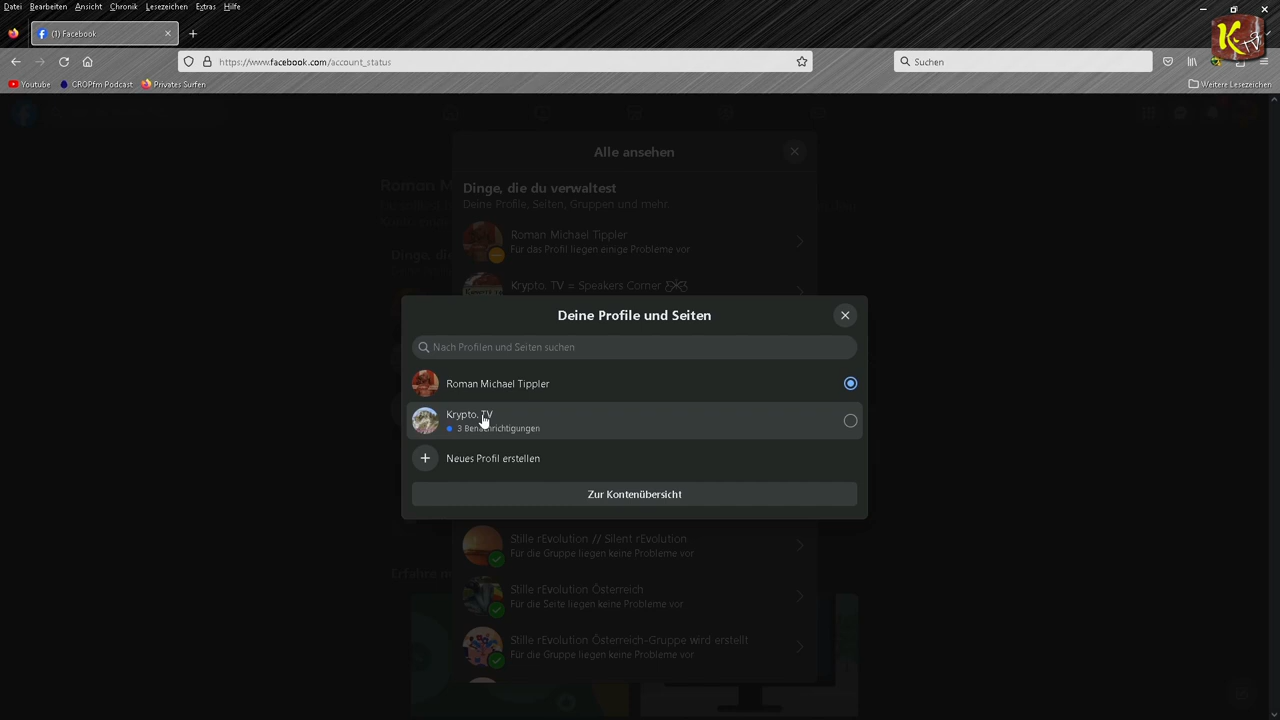 Datei Bearbeiten Ansicht Chronik Lesezeichen Extras Hilfe
(1) Facebook
https://www.facebook.com/account_status
Suchen
Youtube CROPfm Podcast Privates Surfen Weitere Lesezeichen
Alle ansehen
Dinge, die du verwaltest
Deine Profile, Seiten, Gruppen und mehr
Roman Michael Tippler
Für das Profil liegen einige Probleme vor
Krypto. TV = Speakers Corner
Deine Profile und Seiten
Nach Profilen und Seiten suchen
Roman Michael Tippler
Krypto. TV
3 Benachrichtigungen
Neues Profil erstellen
Zur Kontenübersicht
Stille rEvolution // Silent rEvolution
Für die Gruppe liegen keine Probleme vor
Stille rEvolution Österreich
Für die Seite liegen keine Probleme vor
Stille rEvolution Österreich-Gruppe wird erstellt
Für die Gruppe liegen keine Probleme vor